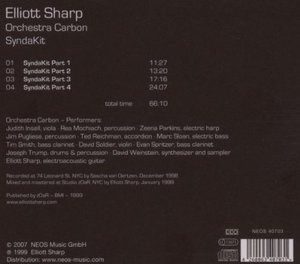 Elliott Sharp
Orchestra Carbon
SyndaKit
01 SyndaKit Part 1 11:27
02 SyndaKit Part 2 13:20
03 SyndaKit Part 3 17:16
04 SyndaKit Part 4 24:07
total time 66:10
Orchestra Carbon – Performers:
Judith Insell, viola · Rea Mochiach, percussion · Zeena Parkins, electric harp
Jim Pugliese, percussion · Ted Reichman, accordion · Marc Sloan, electric bass
Tim Smith, bass clarinet · David Soldier, violin · Evan Spritzer, bass clarinet
Joseph Trump, drums & percussion · David Weinstein, synthesizer and sampler
Elliott Sharp, electroacoustic guitar
Recorded at 74 Leonard St, NYC by Sascha van Oertzen, December 1998
Mixed and mastered at Studio zOaR, NYC by Elliott Sharp, January 1999
Published by zOaR – BMI – 1999
www.elliottsharp.com
© 2007 NEOS Music GmbH
℗ 1999 Elliott Sharp
Distribution: www.neos-music.com
NEOS 40703